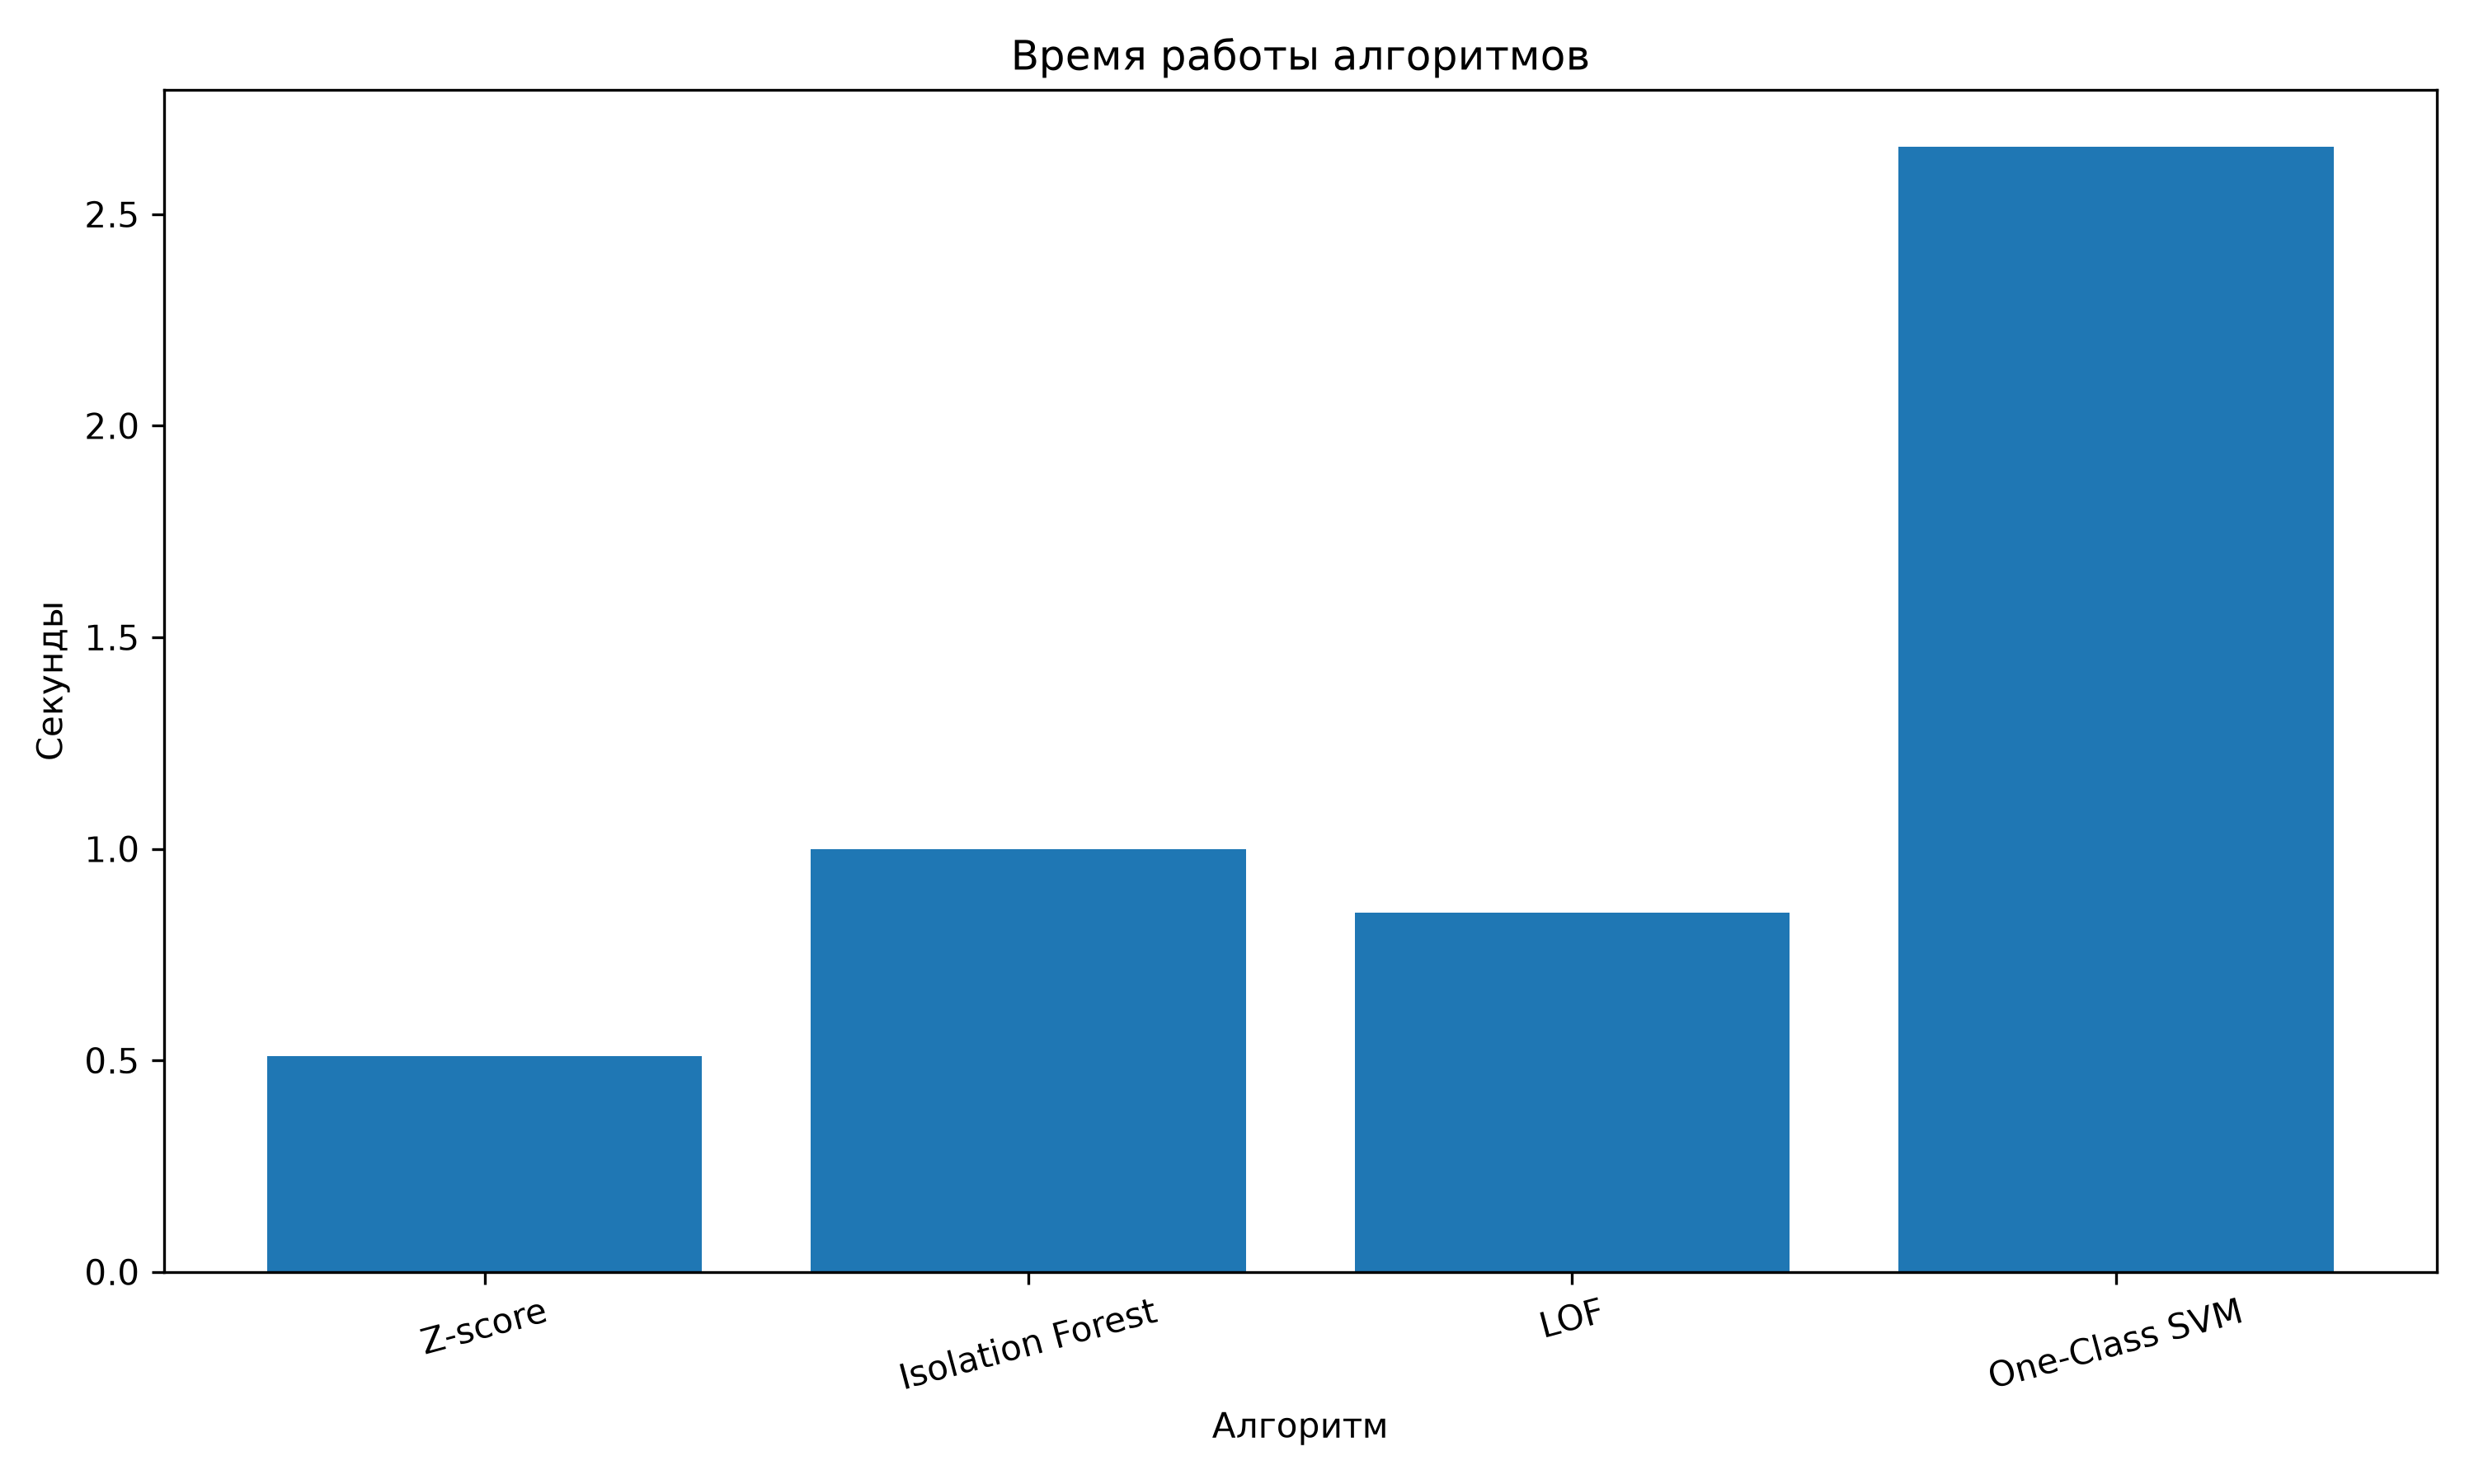 Время работы алгоритмов
Секунды
2.5
2.0
1.5
1.0
0.5
0.0
Z-score
Isolation Forest
LOF
One-Class SVM
Алгоритм